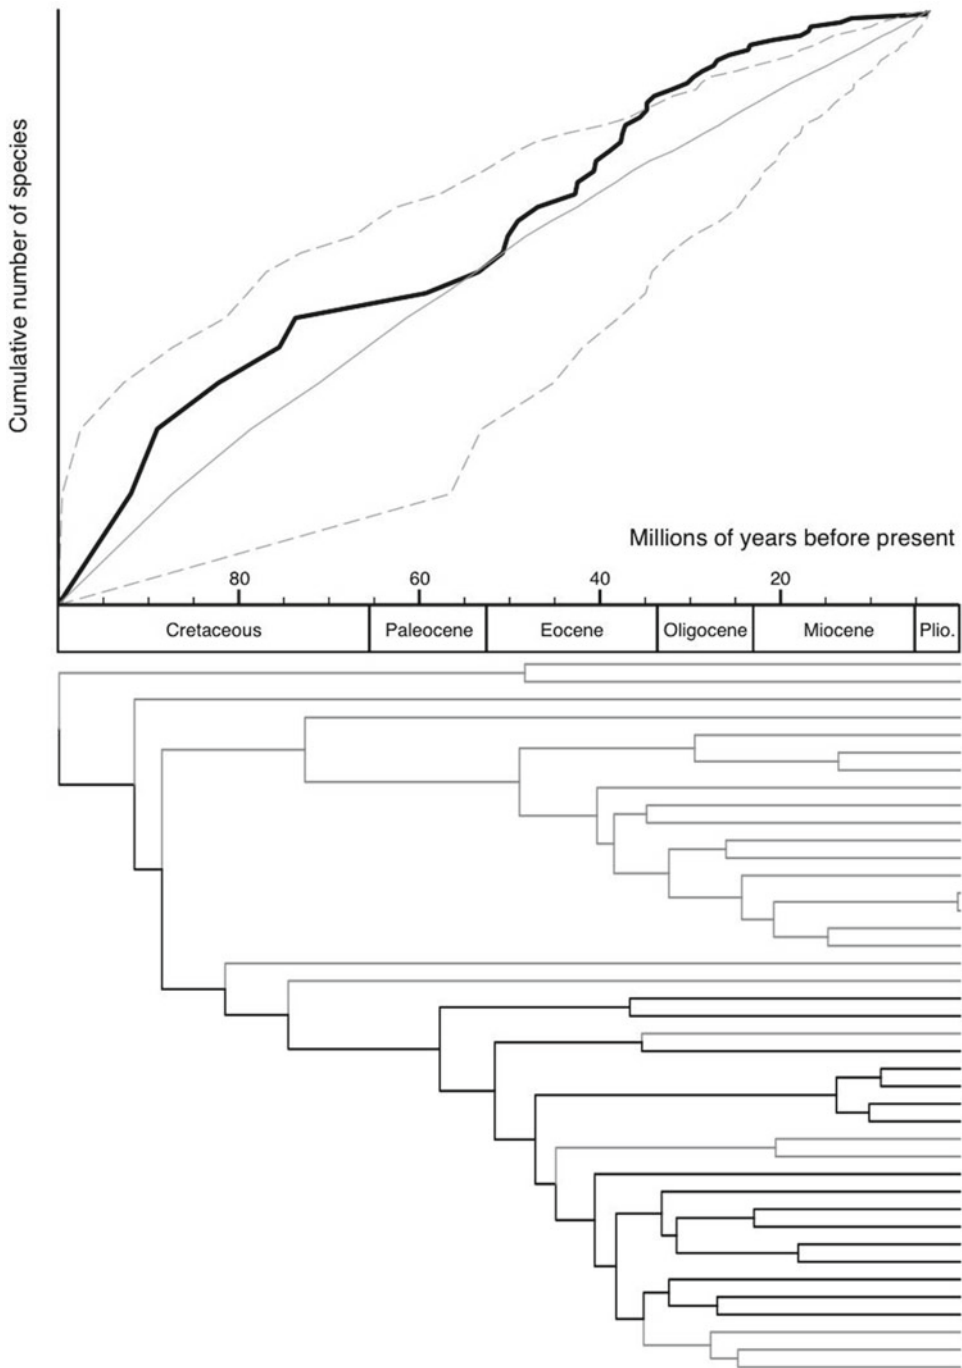 Cumulative number of species
Millions of years before present
80 60 40 20
Cretaceous Paleocene Eocene Oligocene Miocene Plio.